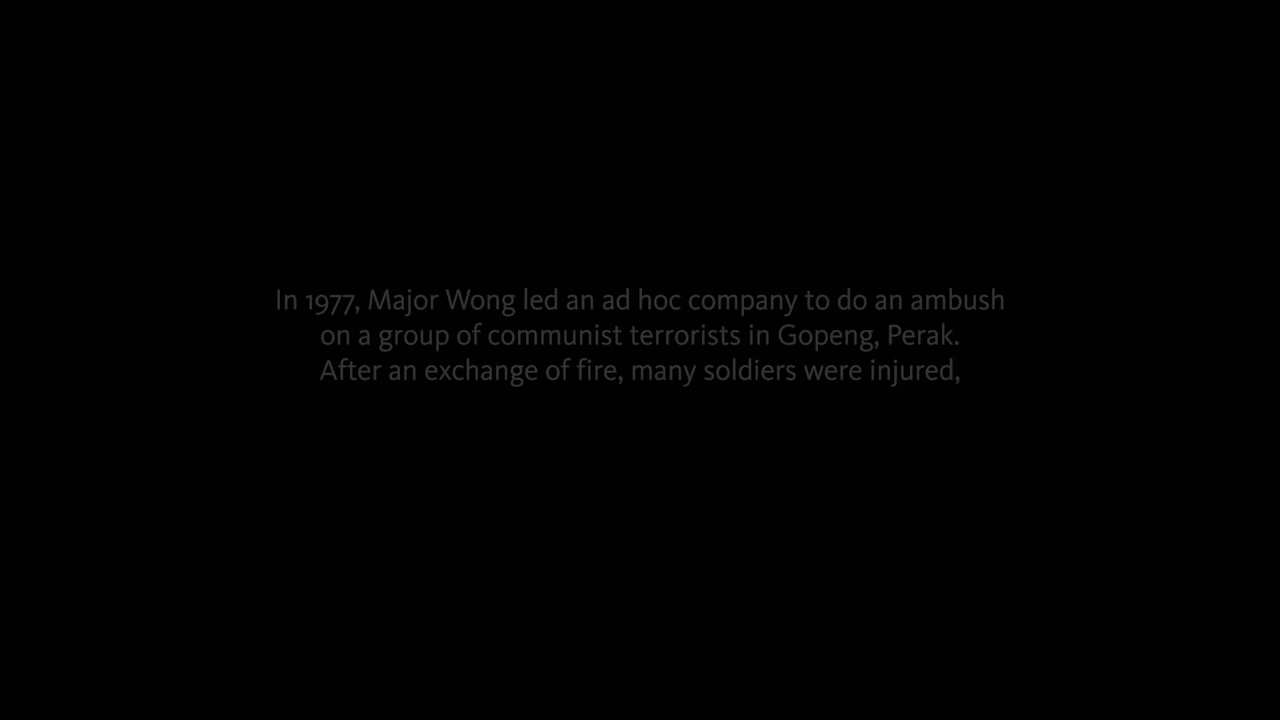 In 1977, Major Wong led an ad hoc company to do an ambush
on a group of communist terrorists in Gopeng, Perak.
After an exchange of fire, many soldiers were injured,